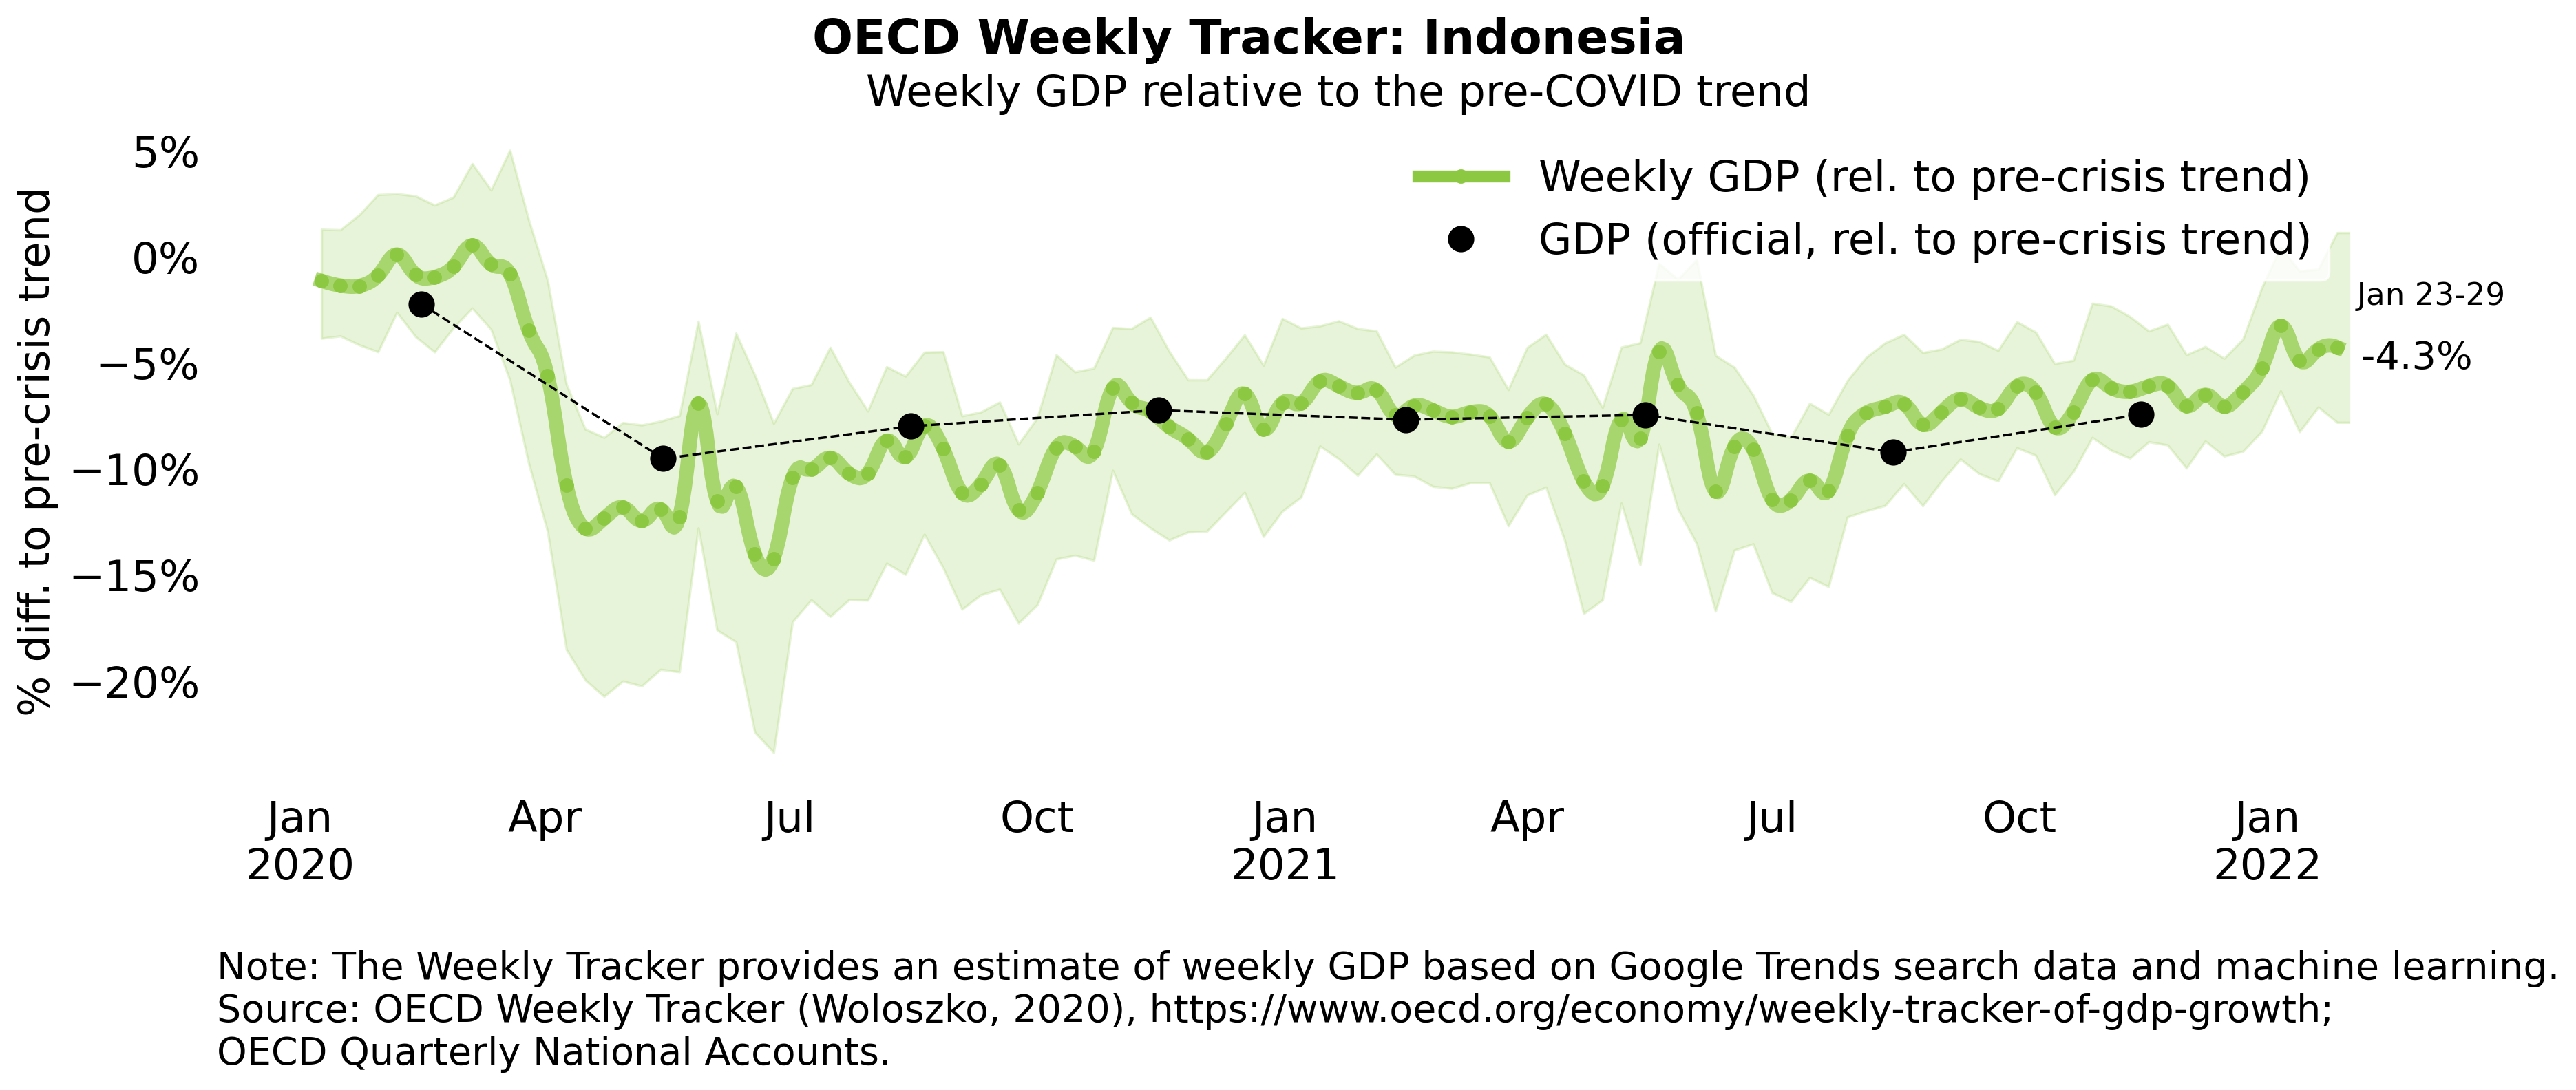 OECD Weekly Tracker: Indonesia
Weekly GDP relative to the pre-COVID trend
% diff. to pre-crisis trend
5%
0%
−5%
−10%
−15%
−20%
Weekly GDP (rel. to pre-crisis trend)
GDP (official, rel. to pre-crisis trend)
Jan 23-29
-4.3%
Jan Apr Jul Oct Jan Apr Jul Oct Jan
2020 2021 2022
Note: The Weekly Tracker provides an estimate of weekly GDP based on Google Trends search data and machine learning.
Source: OECD Weekly Tracker (Woloszko, 2020), https://www.oecd.org/economy/weekly-tracker-of-gdp-growth;
OECD Quarterly National Accounts.